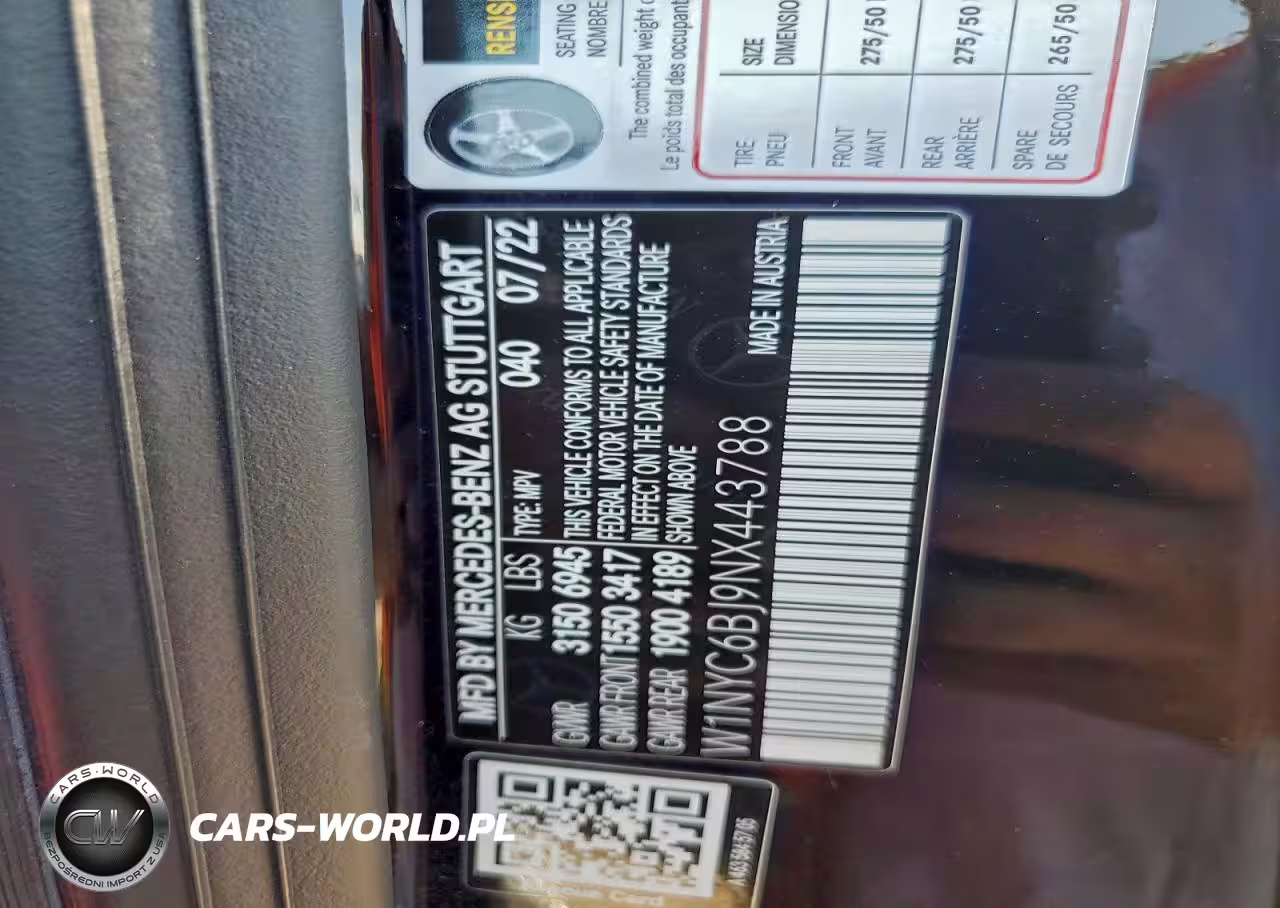 MFD BY MERCEDES-BENZ AG STUTTGART
KG LBS TYPE: MPV 040 07/22
GWR 3150 6945
GAWR FRONT 1550 3417
GAWR REAR 1900 4189
THIS VEHICLE CONFORMS TO ALL APPLICABLE
FEDERAL MOTOR VEHICLE SAFETY STANDARDS
IN EFFECT ON THE DATE OF MANUFACTURE
SHOWN ABOVE
W1NYC6BJ9NX443788
MADE IN AUSTRIA
RENS
SEATING
NOMBRE
The combined weight
Le poids total des occupant
TIRE SIZE
PNEU DIMENSIO
FRONT
AVANT 275/50
REAR
ARRIÈRE 275/50
SPARE
DE SECOURS 265/50
CARS-WORLD
CW
BEZPOŚREDNI IMPORT Z USA
CARS-WORLD.PL